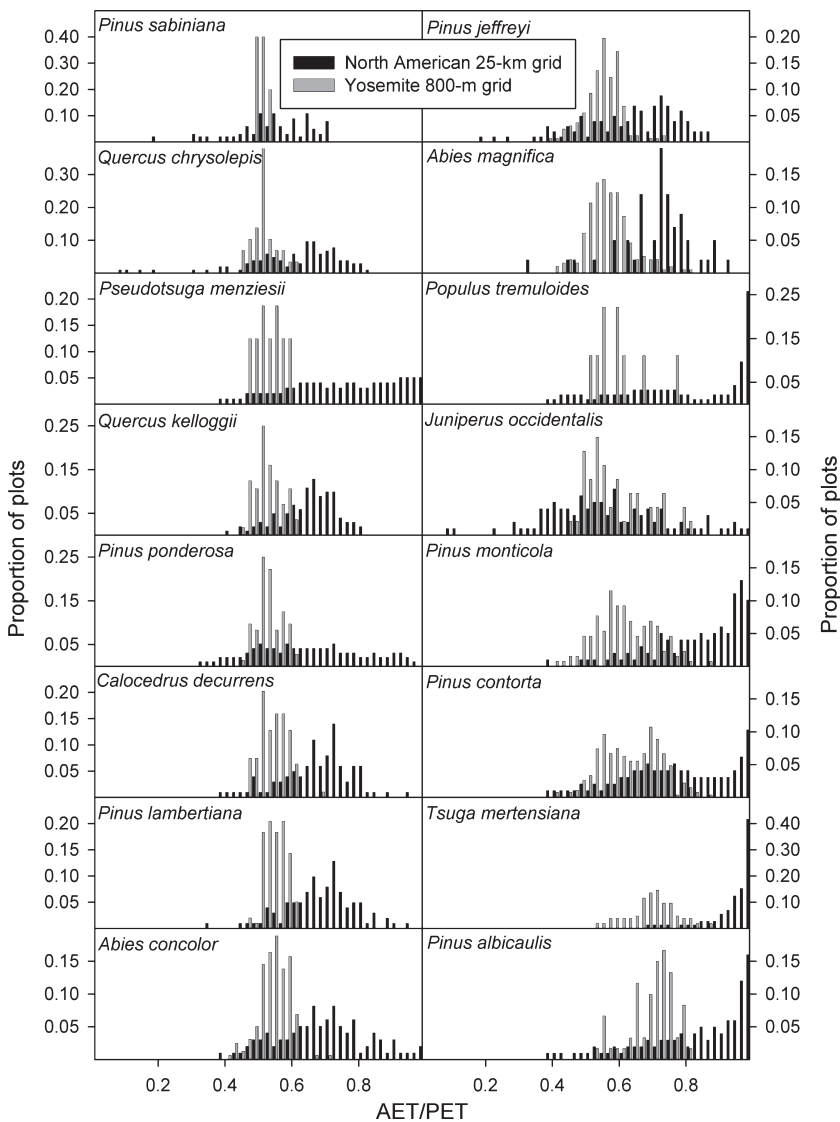 Pinus sabiniana
Pinus jeffreyi
0.40
0.30
0.20
0.10
0.20
0.15
0.10
0.05
North American 25-km grid
Yosemite 800-m grid
Quercus chrysolepis
Abies magnifica
0.30
0.20
0.10
0.15
0.10
0.05
Pseudotsuga menziesii
Populus tremuloides
0.20
0.15
0.10
0.05
0.25
0.15
0.05
Quercus kelloggii
Juniperus occidentalis
0.25
0.15
0.05
0.15
0.10
0.05
Proportion of plots
Proportion of plots
Pinus ponderosa
Pinus monticola
0.25
0.15
0.05
0.15
0.10
0.05
Calocedrus decurrens
Pinus contorta
0.20
0.15
0.10
0.05
0.15
0.10
0.05
Pinus lambertiana
Tsuga mertensiana
0.20
0.15
0.10
0.05
0.40
0.30
0.20
0.10
Abies concolor
Pinus albicaulis
0.15
0.10
0.05
0.15
0.10
0.05
0.2 0.4 0.6 0.8 0.2 0.4 0.6 0.8
AET/PET